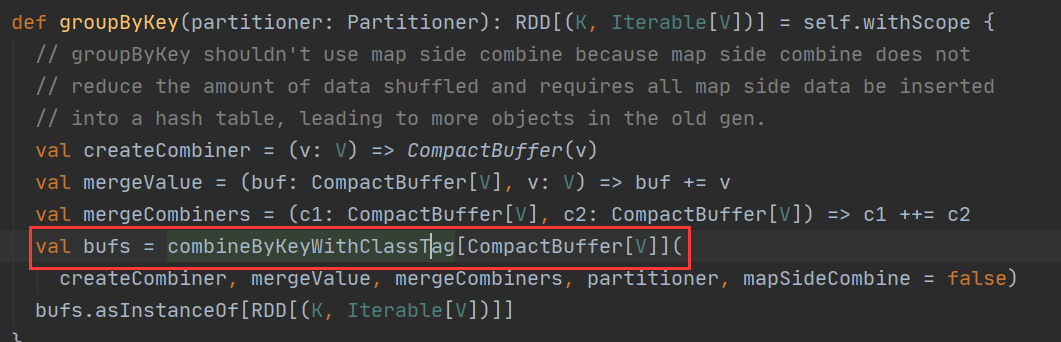 def groupByKey(partitioner: Partitioner): RDD[(K, Iterable[V])] = self.withScope {
  // groupByKey shouldn't use map side combine because map side combine does not
  // reduce the amount of data shuffled and requires all map side data be inserted
  // into a hash table, leading to more objects in the old gen.
  val createCombiner = (v: V) => CompactBuffer(v)
  val mergeValue = (buf: CompactBuffer[V], v: V) => buf += v
  val mergeCombiners = (c1: CompactBuffer[V], c2: CompactBuffer[V]) => c1 ++= c2
  val bufs = combineByKeyWithClassTag[CompactBuffer[V]](
    createCombiner, mergeValue, mergeCombiners, partitioner, mapSideCombine = false)
  bufs.asInstanceOf[RDD[(K, Iterable[V])]]
}